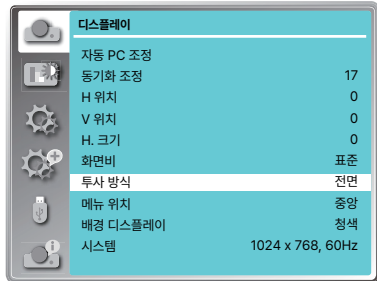 디스플레이
자동 PC 조정
동기화 조정 17
H 위치 0
V 위치 0
H. 크기 0
화면비 표준
투사 방식 전면
메뉴 위치 중앙
배경 디스플레이 청색
시스템 1024 x 768, 60Hz